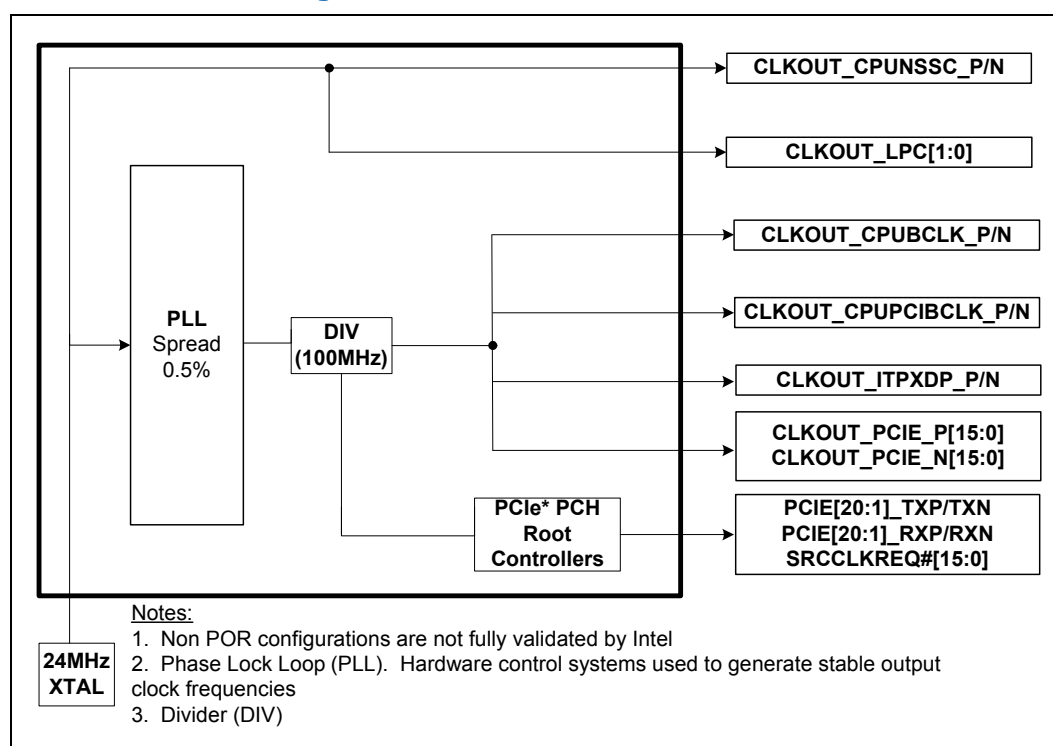 CLKOUT_CPUNSSC_P/N
CLKOUT_LPC[1:0]
CLKOUT_CPUBCLK_P/N
PLL
Spread
0.5%
DIV
(100MHz)
CLKOUT_CPUPCIBCLK_P/N
CLKOUT_ITPXDP_P/N
CLKOUT_PCIE_P[15:0]
CLKOUT_PCIE_N[15:0]
PCIe* PCH
Root
Controllers
PCIE[20:1]_TXP/TXN
PCIE[20:1]_RXP/RXN
SRCCLKREQ#[15:0]
24MHz
XTAL
Notes:
1. Non POR configurations are not fully validated by Intel
2. Phase Lock Loop (PLL). Hardware control systems used to generate stable output
clock frequencies
3. Divider (DIV)